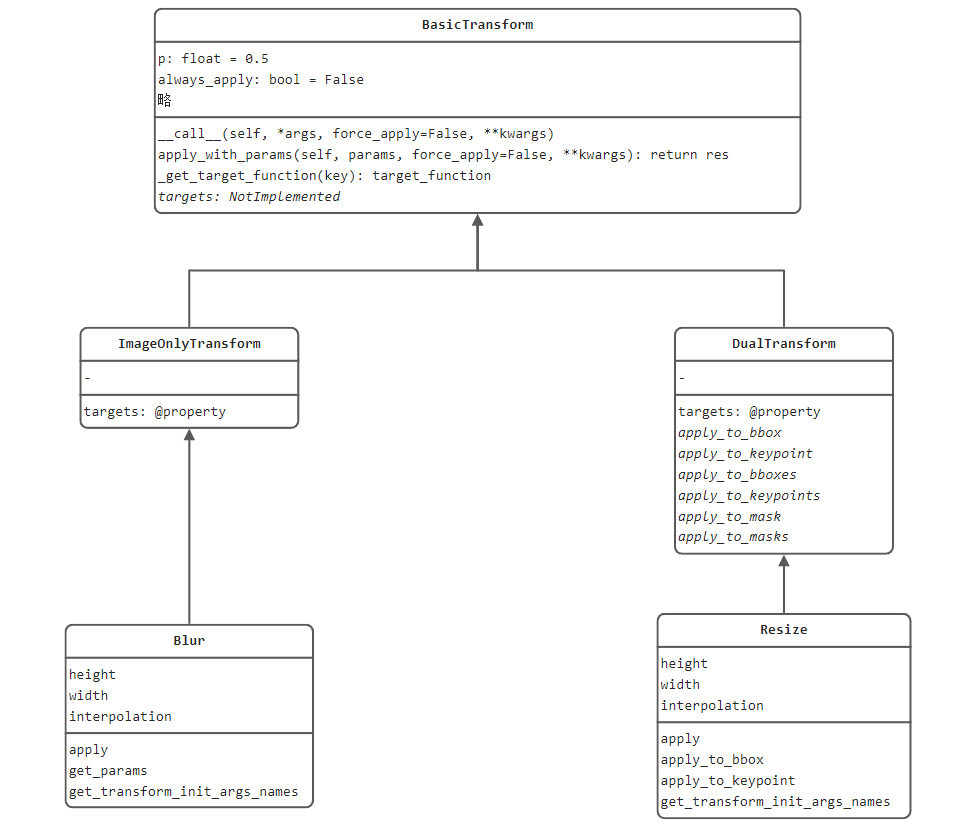 BasicTransform
p: float = 0.5
always_apply: bool = False
略
__call__(self, *args, force_apply=False, **kwargs)
apply_with_params(self, params, force_apply=False, **kwargs): return res
_get_target_function(key): target_function
targets: NotImplemented
ImageOnlyTransform
-
targets: @property
DualTransform
-
targets: @property
apply_to_bbox
apply_to_keypoint
apply_to_bboxes
apply_to_keypoints
apply_to_mask
apply_to_masks
Blur
height
width
interpolation
apply
get_params
get_transform_init_args_names
Resize
height
width
interpolation
apply
apply_to_bbox
apply_to_keypoint
get_transform_init_args_names